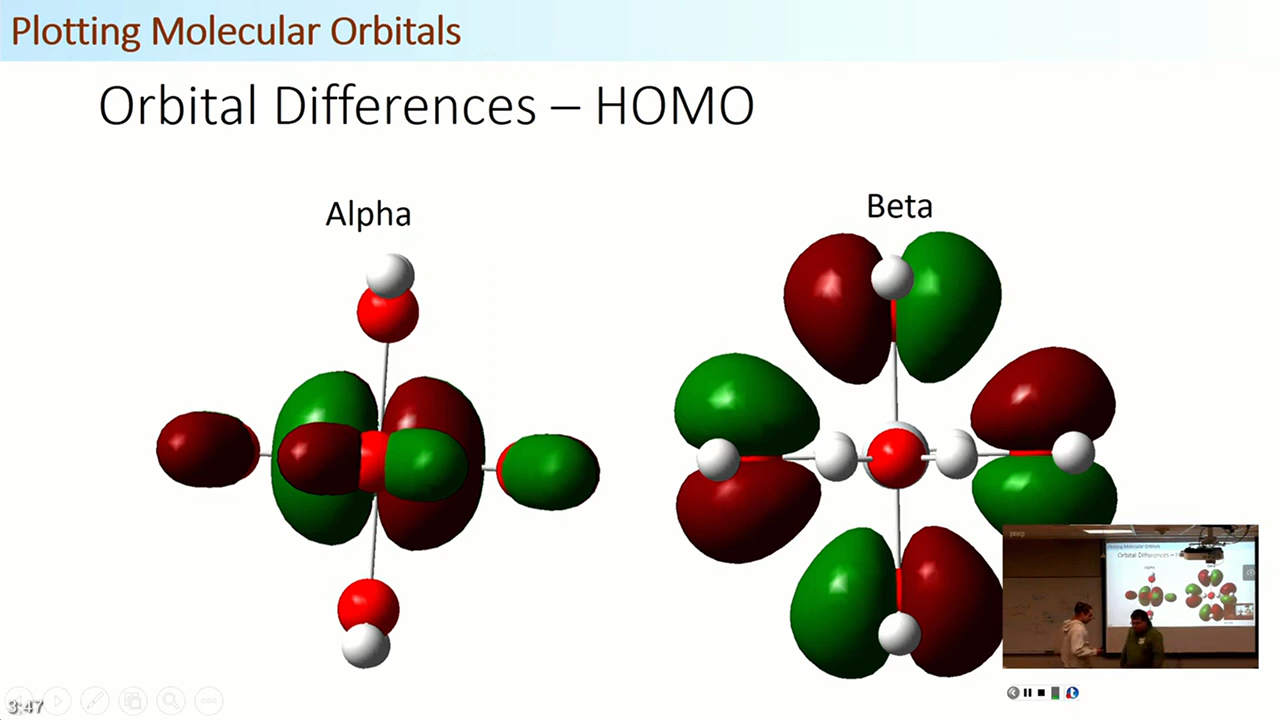 Plotting Molecular Orbitals
Orbital Differences – HOMO
Alpha
Beta
3:47